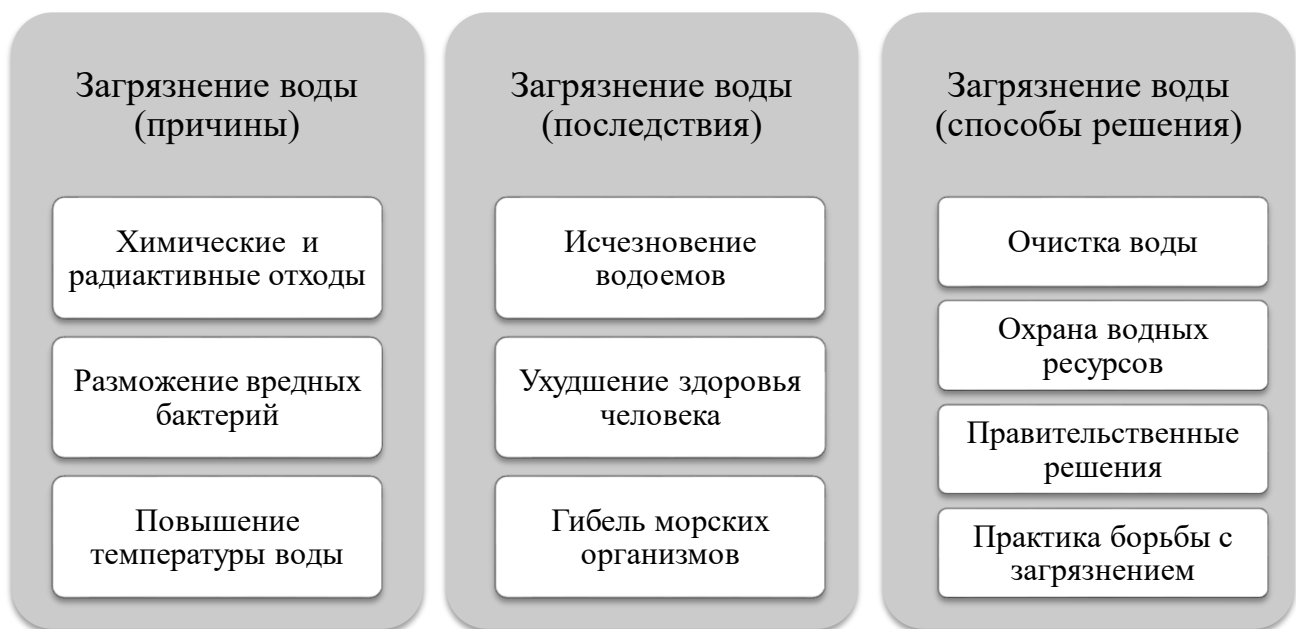 Загрязнение воды
(причины)
Химические и
радиактивные отходы
Разможение вредных
бактерий
Повышение
температуры воды
Загрязнение воды
(последствия)
Исчезновение
водоемов
Ухудшение здоровья
человека
Гибель морских
организмов
Загрязнение воды
(способы решения)
Очистка воды
Охрана водных
ресурсов
Правительственные
решения
Практика борьбы с
загрязнением